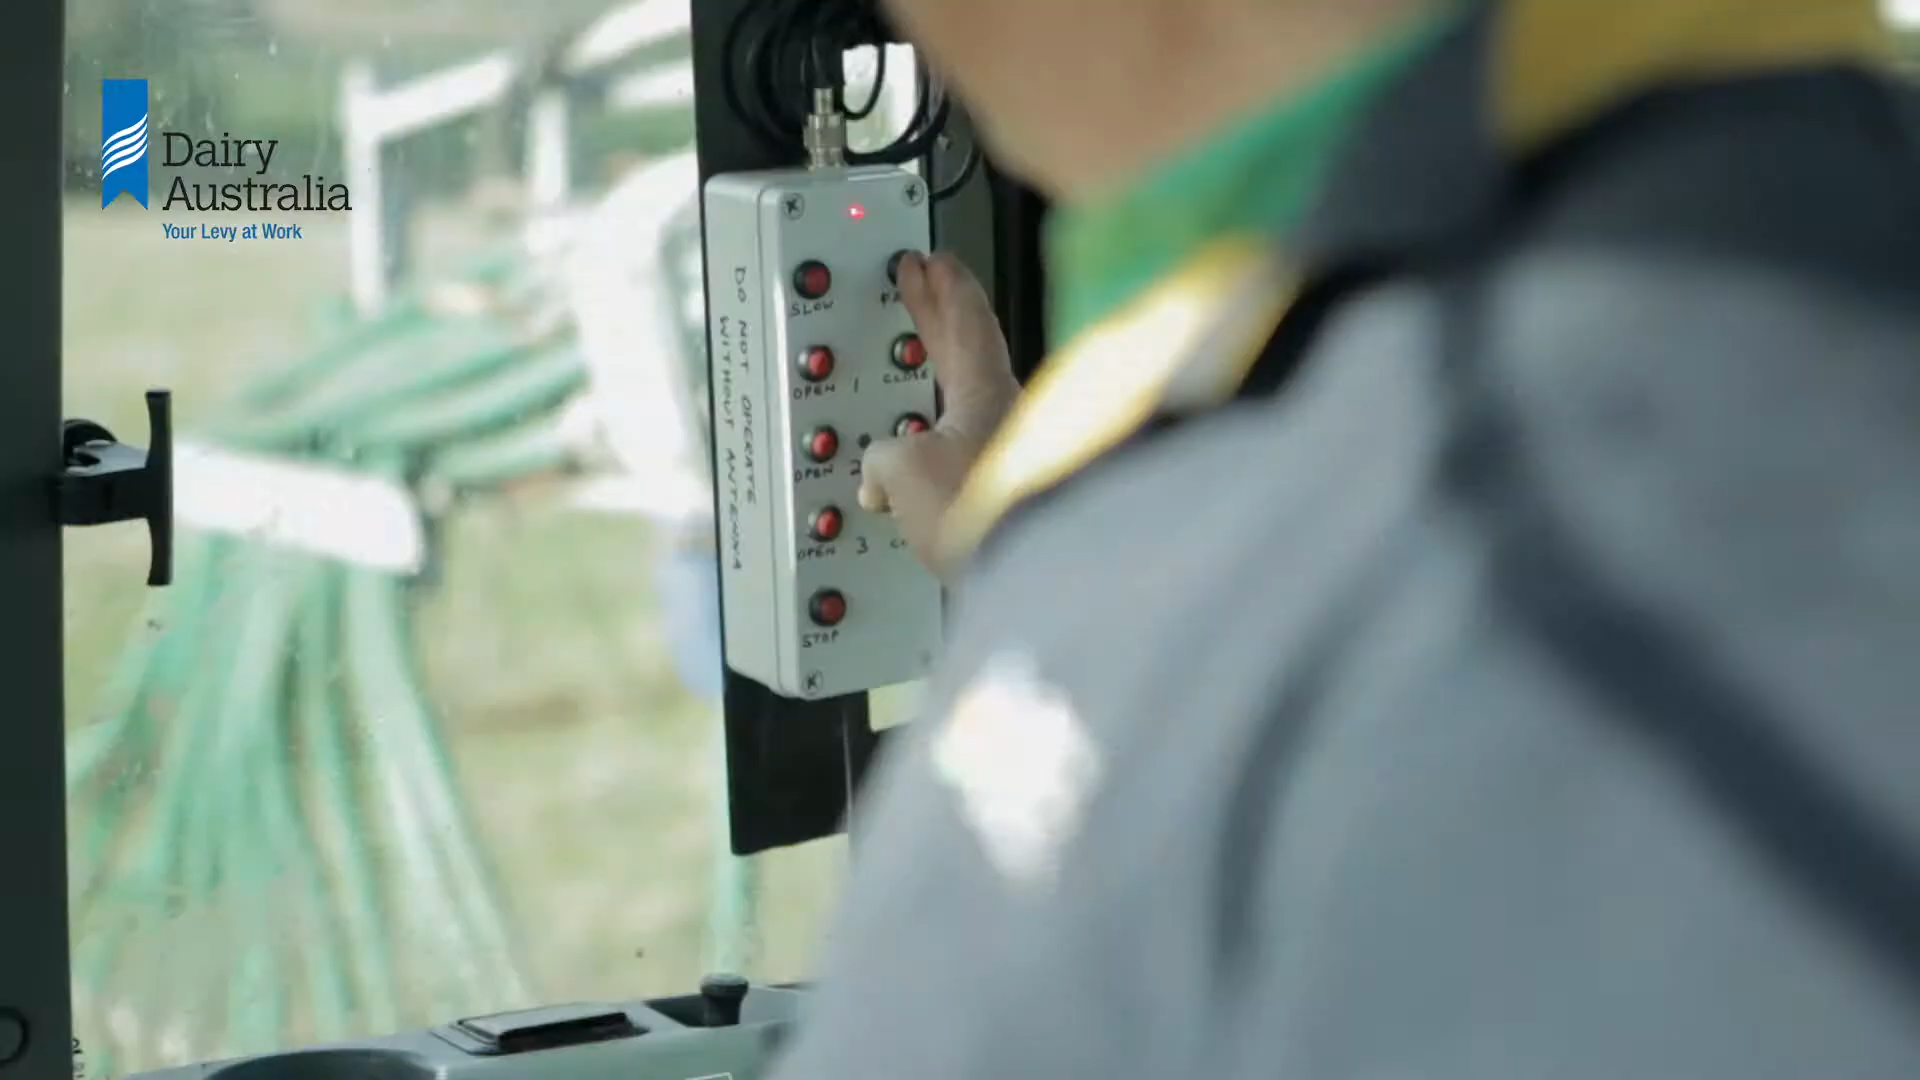 Dairy
Australia
Your Levy at Work
SLOW
OPEN 1 CLOSE
OPEN 2
OPEN 3
STOP
DO NOT OPERATE
WITHOUT ANTENNA